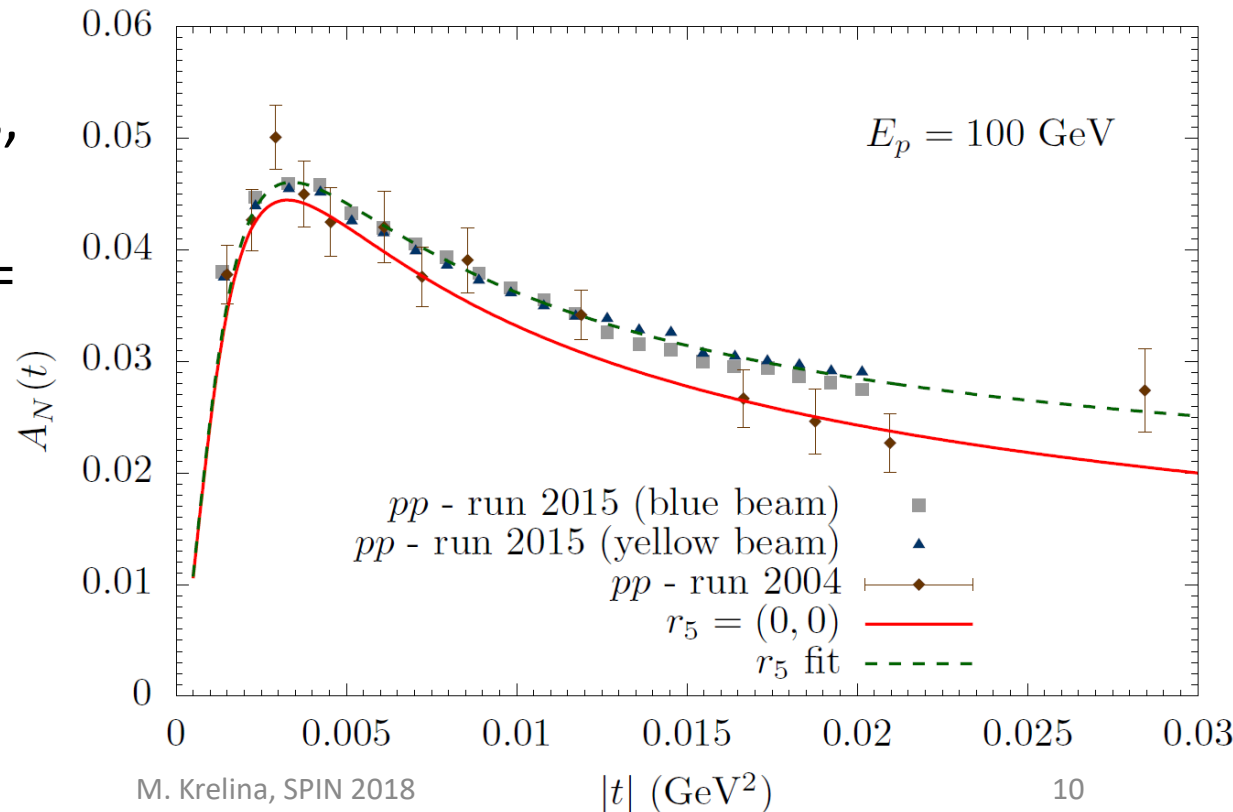 0.06
0.05
0.04
0.03
0.02
0.01
0
A_N(t)
,
=
E_p = 100 GeV
pp - run 2015 (blue beam)
pp - run 2015 (yellow beam)
pp - run 2004
r_5 = (0, 0)
r_5 fit
0 0.005 0.01 0.015 0.02 0.025 0.03
|t| (GeV²)
M. Krelina, SPIN 2018
10